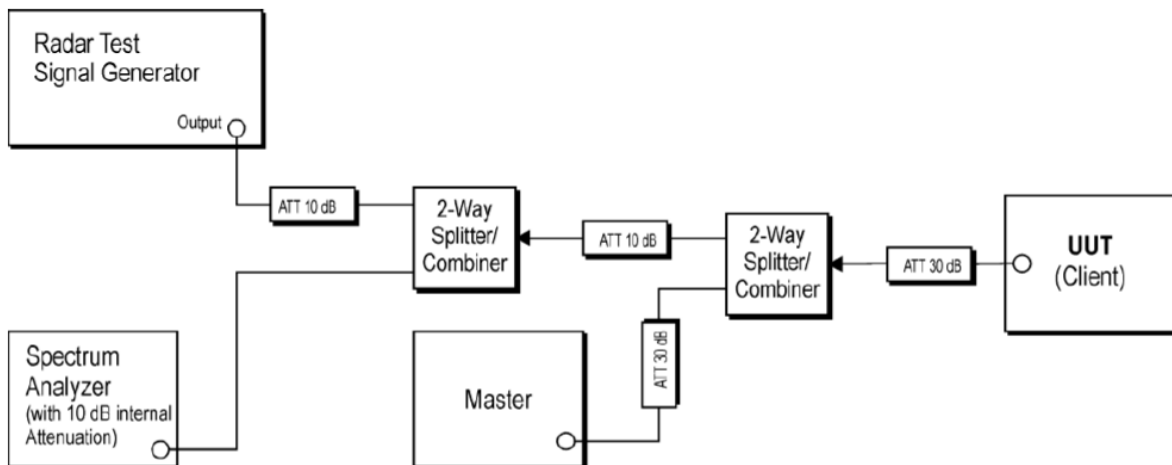 Radar Test
Signal Generator
Output
ATT 10 dB
2-Way
Splitter/
Combiner
ATT 10 dB
2-Way
Splitter/
Combiner
ATT 30 dB
UUT
(Client)
Spectrum
Analyzer
(with 10 dB internal
Attenuation)
Master
ATT 30 dB